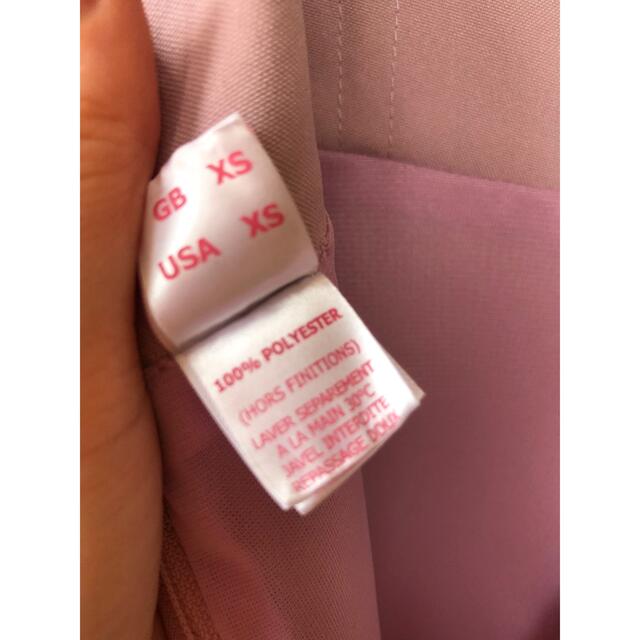 GB XS
USA XS
100% POLYESTER
(HORS FINITIONS)
LAVER SEPAREMENT
A LA MAIN 30°C
JAVEL INTERDITE
REPASSAGE DOUX